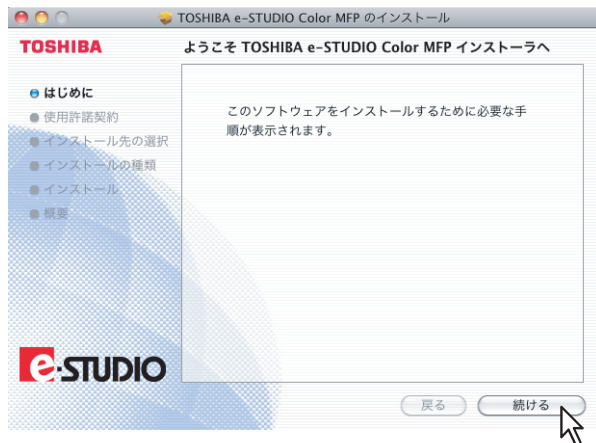 TOSHIBA e-STUDIO Color MFP のインストール
TOSHIBA
ようこそ TOSHIBA e-STUDIO Color MFP インストーラへ
はじめに
使用許諾契約
インストール先の選択
インストールの種類
インストール
概要
このソフトウェアをインストールするために必要な手
順が表示されます。
e-STUDIO
戻る
続ける